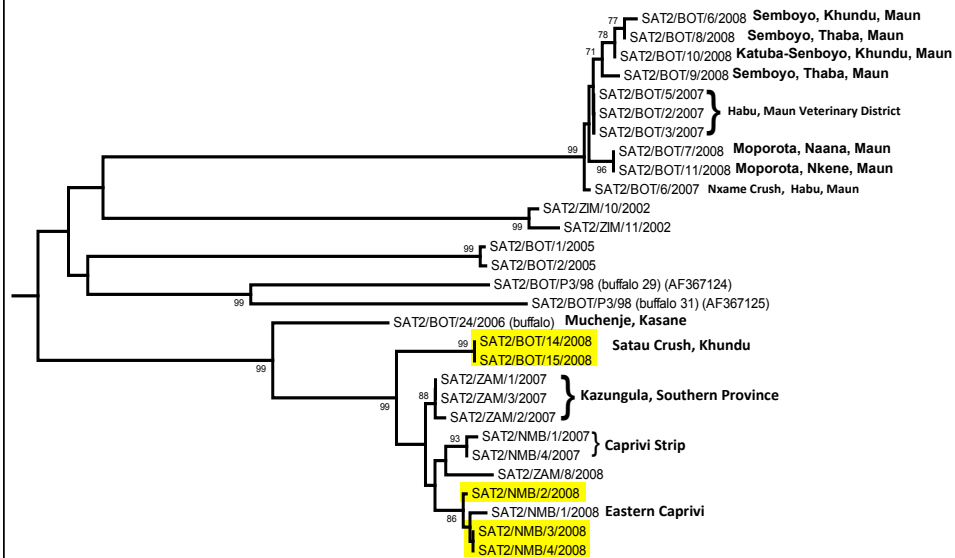 77 SAT2/BOT/6/2008 Semboyo, Khundu, Maun
78 SAT2/BOT/8/2008 Semboyo, Thaba, Maun
71 SAT2/BOT/10/2008 Katuba-Senboyo, Khundu, Maun
SAT2/BOT/9/2008 Semboyo, Thaba, Maun
SAT2/BOT/5/2007
SAT2/BOT/2/2007 } Habu, Maun Veterinary District
SAT2/BOT/3/2007
99 SAT2/BOT/7/2008 Moporota, Naana, Maun
96 SAT2/BOT/11/2008 Moporota, Nkene, Maun
SAT2/BOT/6/2007 Nxame Crush, Habu, Maun
SAT2/ZIM/10/2002
99 SAT2/ZIM/11/2002
99 SAT2/BOT/1/2005
SAT2/BOT/2/2005
SAT2/BOT/P3/98 (buffalo 29) (AF367124)
99 SAT2/BOT/P3/98 (buffalo 31) (AF367125)
SAT2/BOT/24/2006 (buffalo) Muchenje, Kasane
99 SAT2/BOT/14/2008 Satau Crush, Khundu
99 SAT2/BOT/15/2008
SAT2/ZAM/1/2007
99 88 SAT2/ZAM/3/2007 } Kazungula, Southern Province
SAT2/ZAM/2/2007
93 SAT2/NMB/1/2007 } Caprivi Strip
SAT2/NMB/4/2007
SAT2/ZAM/8/2008
SAT2/NMB/2/2008
86 SAT2/NMB/1/2008 Eastern Caprivi
SAT2/NMB/3/2008
SAT2/NMB/4/2008